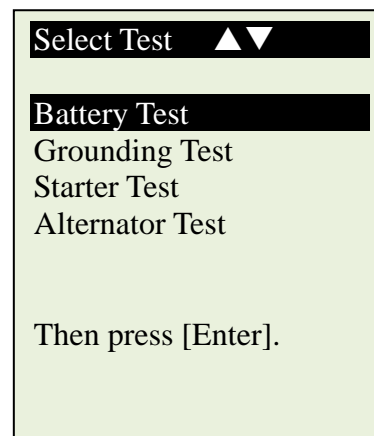 Select Test ▲▼
Battery Test
Grounding Test
Starter Test
Alternator Test
Then press [Enter].